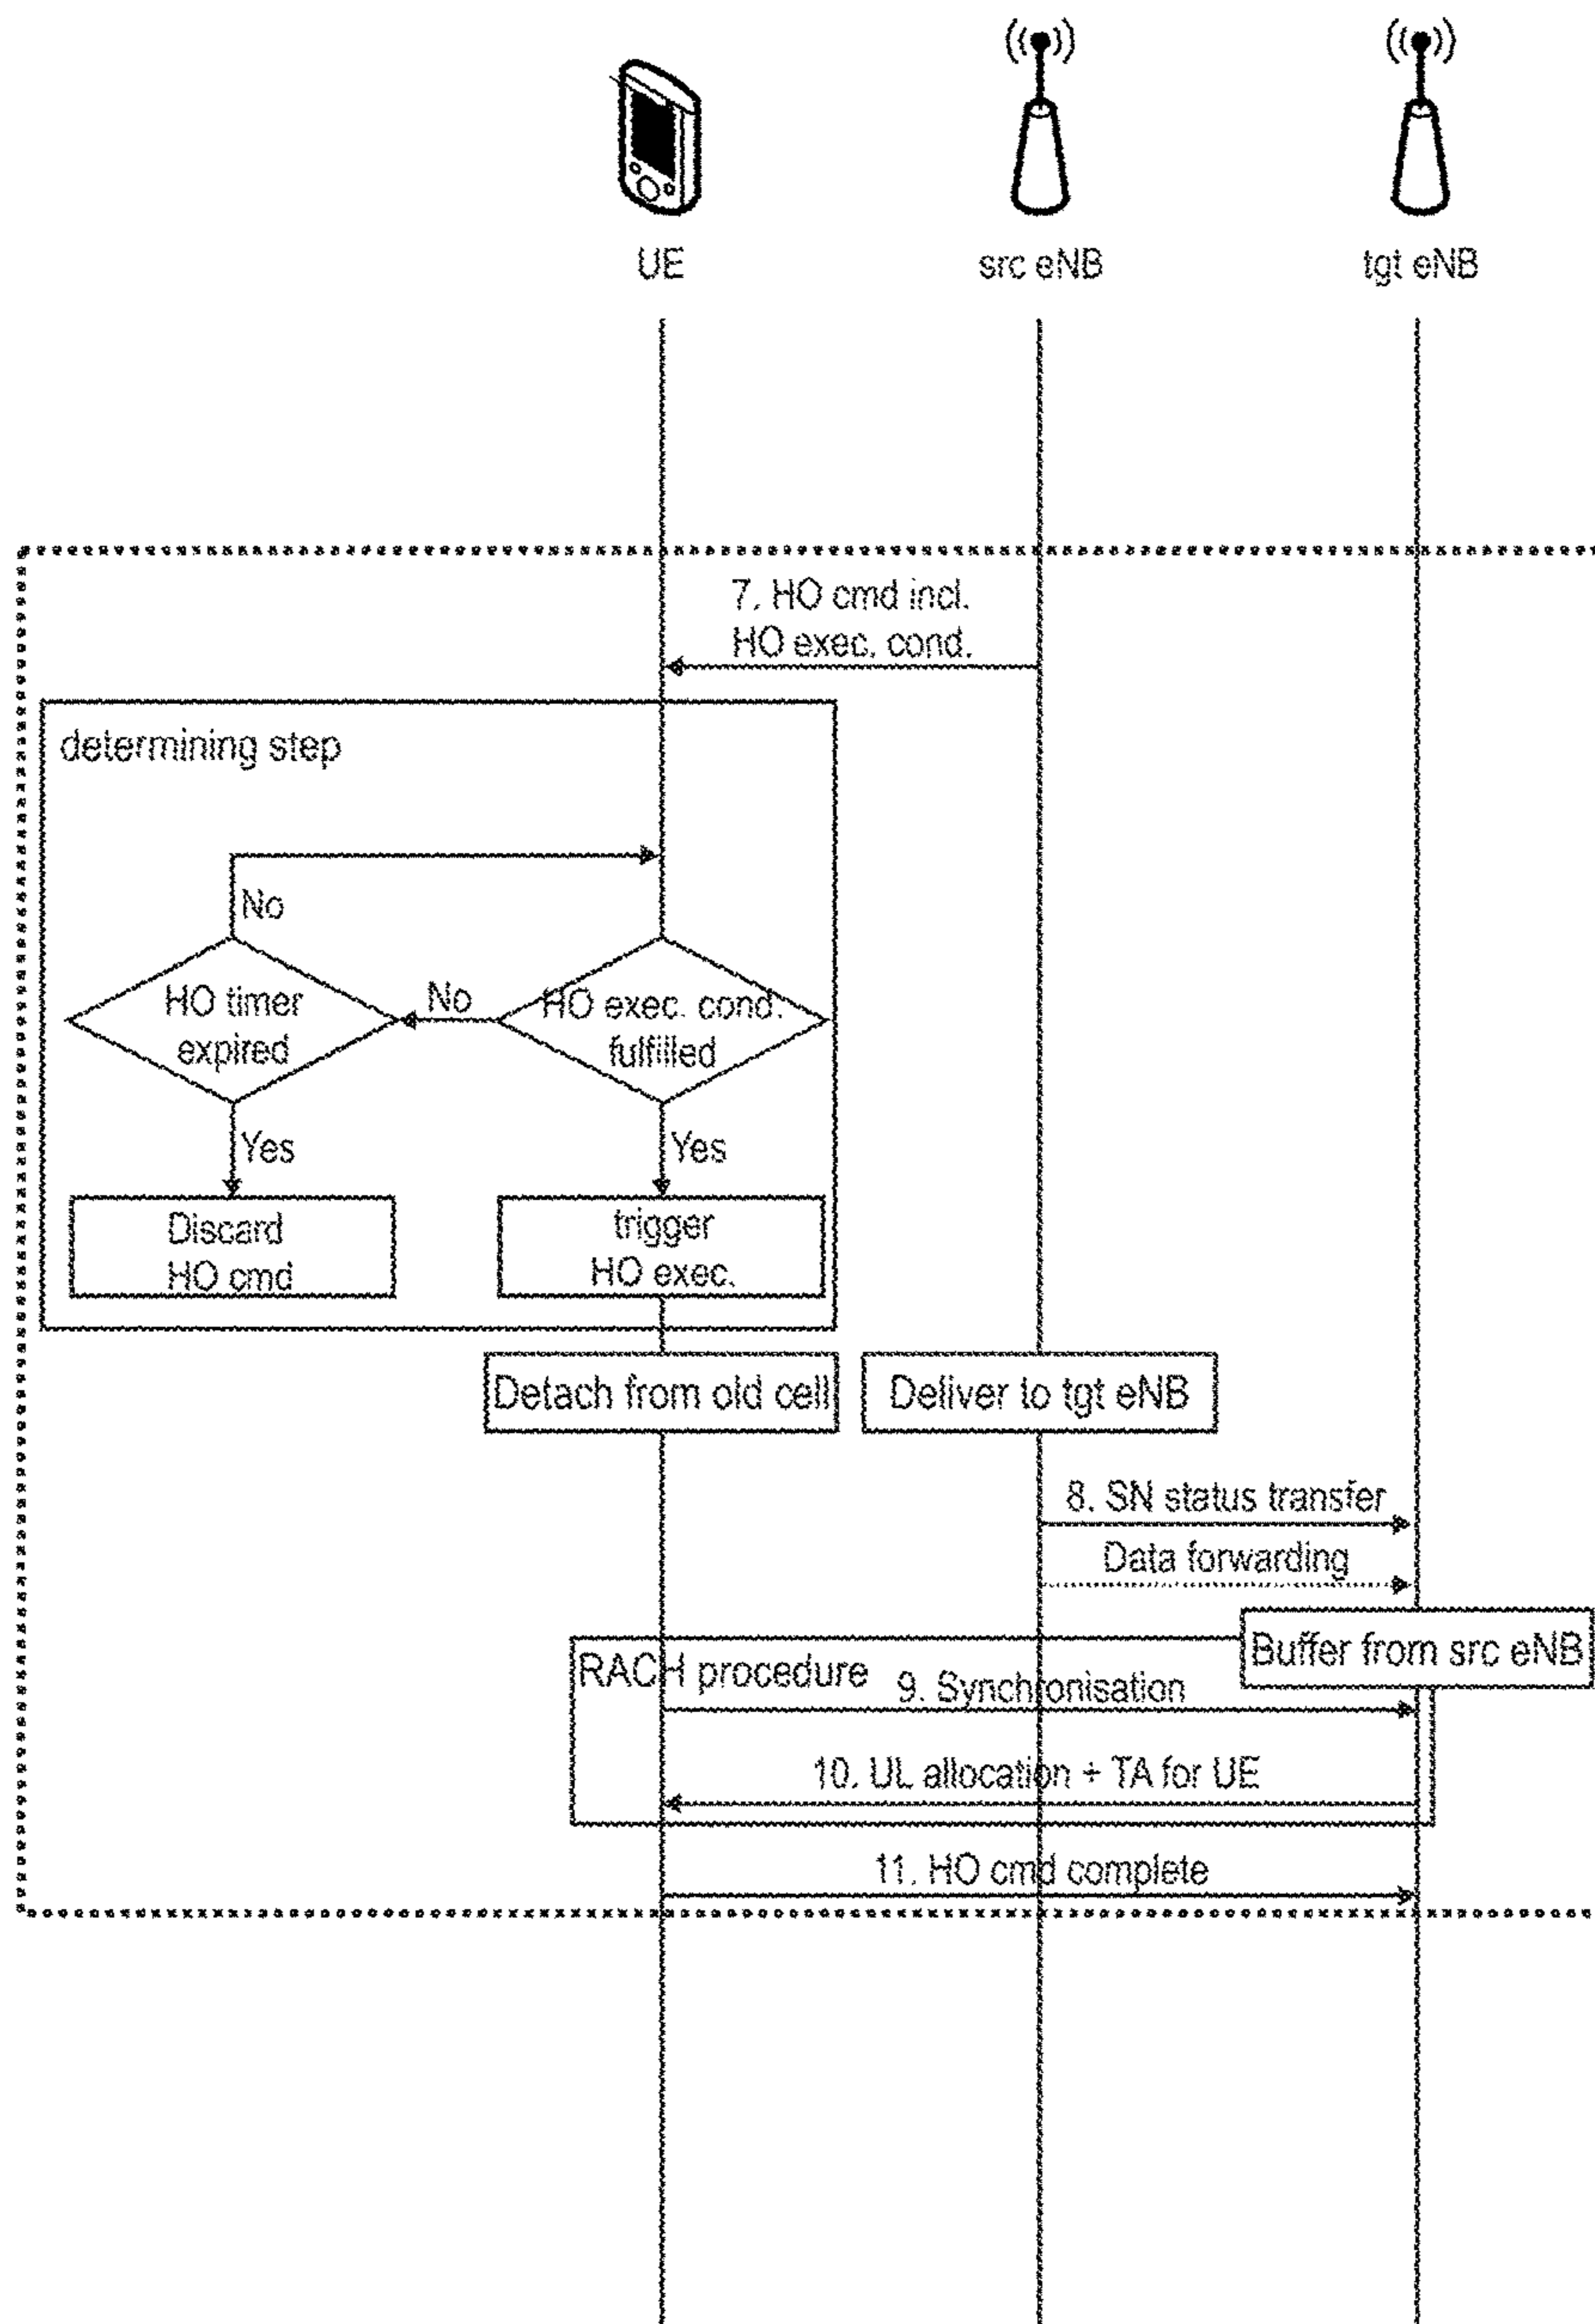 UE
src eNB
tgt eNB
7. HO cmd incl.
HO exec. cond.
determining step
No
HO timer
expired
No
HO exec. cond.
fulfilled
Yes
Yes
Discard
HO cmd
trigger
HO exec.
Detach from old cell
Deliver to tgt eNB
8. SN status transfer
Data forwarding
Buffer from src eNB
RACH procedure
9. Synchronisation
10. UL allocation + TA for UE
11. HO cmd complete